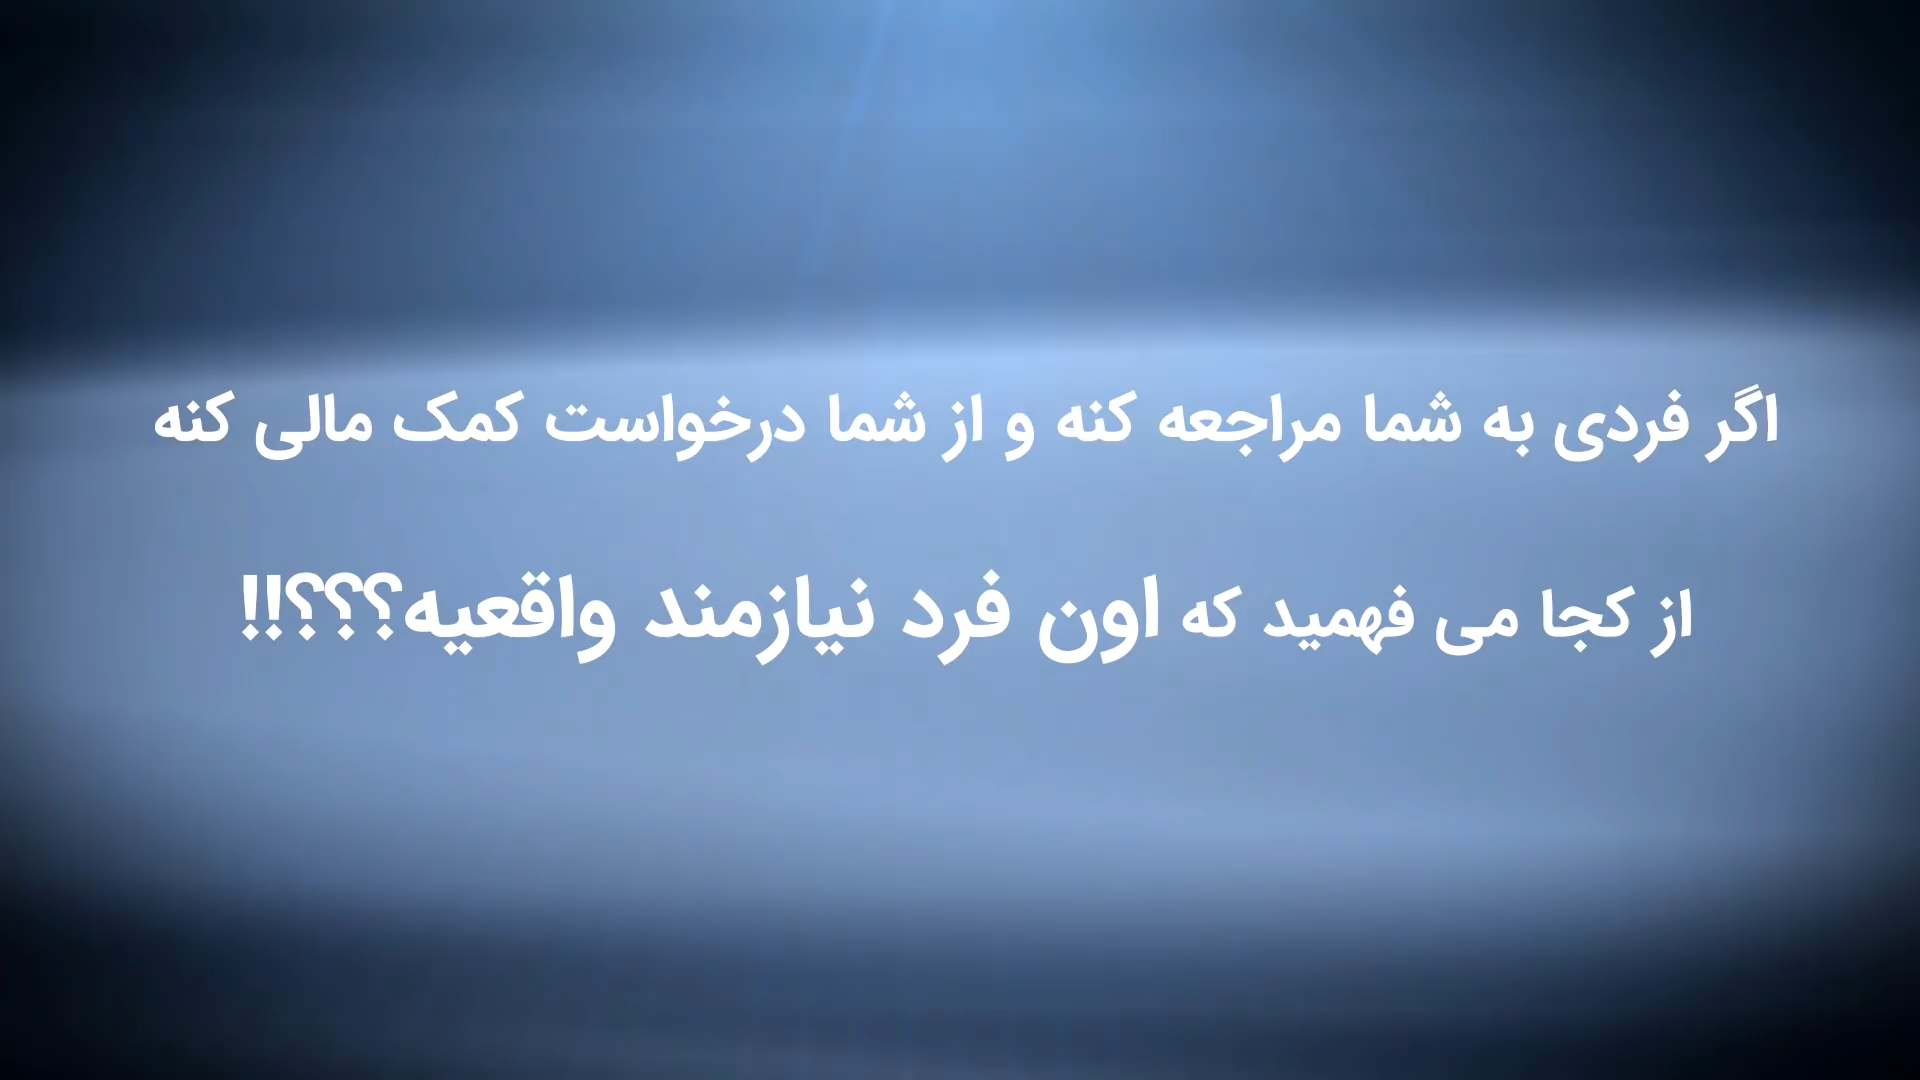 اگر فردی به شما مراجعه کنه و از شما درخواست کمک مالی کنه
از کجا می فهمید که اون فرد نیازمند واقعیه؟؟؟!!